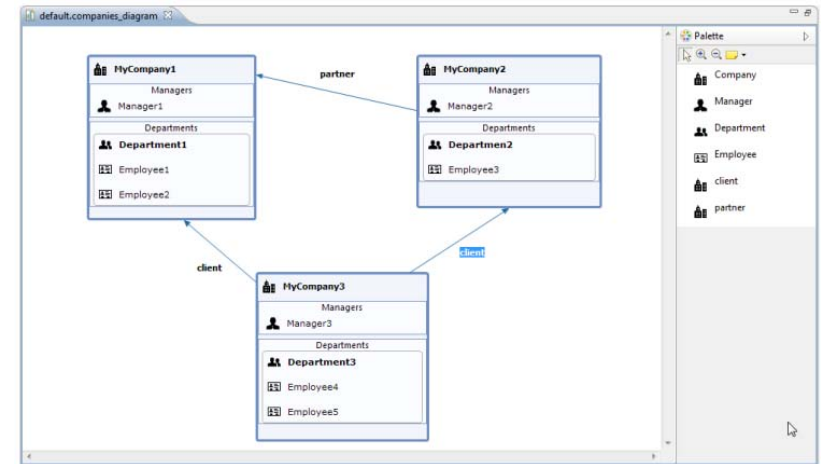 default.companies_diagram
MyCompany1
Managers
Manager1
Departments
Department1
Employee1
Employee2
partner
MyCompany2
Managers
Manager2
Departments
Departmen2
Employee3
client
client
MyCompany3
Managers
Manager3
Departments
Department3
Employee4
Employee5
Palette
Company
Manager
Department
Employee
client
partner